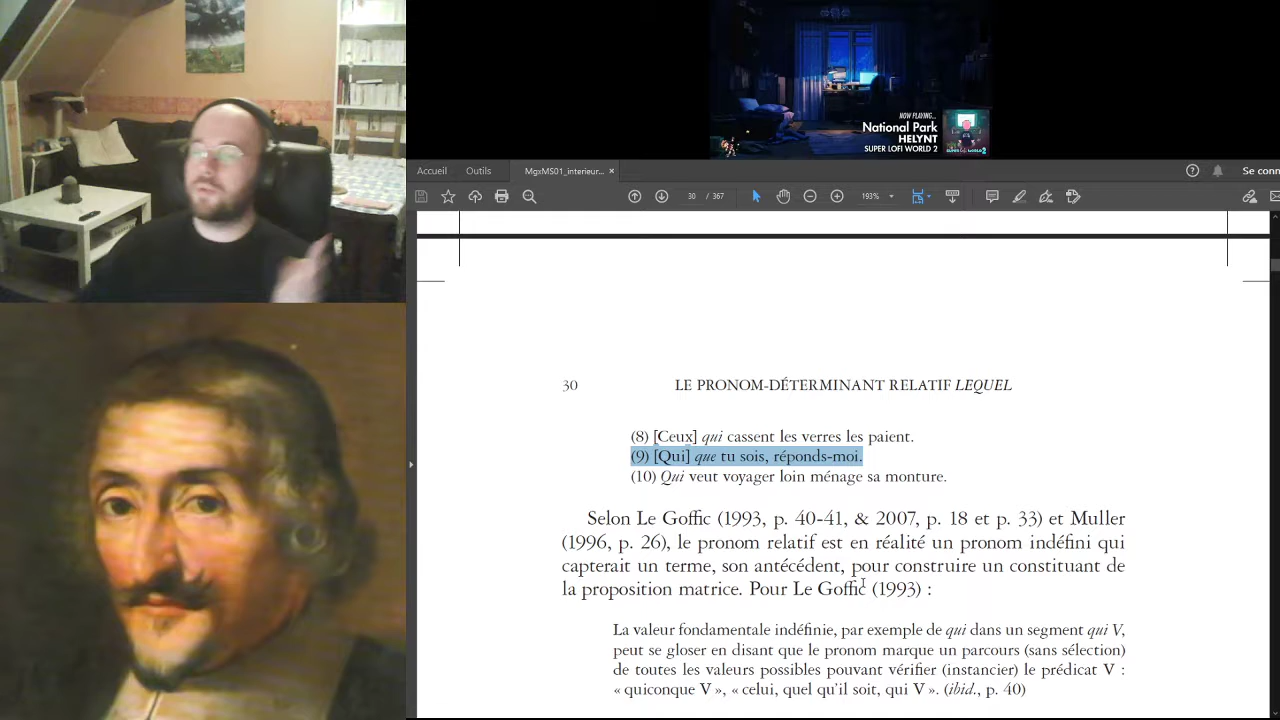 NOW PLAYING...
National Park
HELYNT
SUPER LOFI WORLD 2
Accueil Outils MgxMS01_interieur... × Se conn
30 / 367 193%
30 LE PRONOM-DÉTERMINANT RELATIF LEQUEL
(8) [Ceux] qui cassent les verres les paient.
(9) [Qui] que tu sois, réponds-moi.
(10) Qui veut voyager loin ménage sa monture.
Selon Le Goffic (1993, p. 40-41, & 2007, p. 18 et p. 33) et Muller
(1996, p. 26), le pronom relatif est en réalité un pronom indéfini qui
capterait un terme, son antécédent, pour construire un constituant de
la proposition matrice. Pour Le Goffic (1993) :
La valeur fondamentale indéfinie, par exemple de qui dans un segment qui V,
peut se gloser en disant que le pronom marque un parcours (sans sélection)
de toutes les valeurs possibles pouvant vérifier (instancier) le prédicat V :
« quiconque V », « celui, quel qu'il soit, qui V ». (ibid., p. 40)